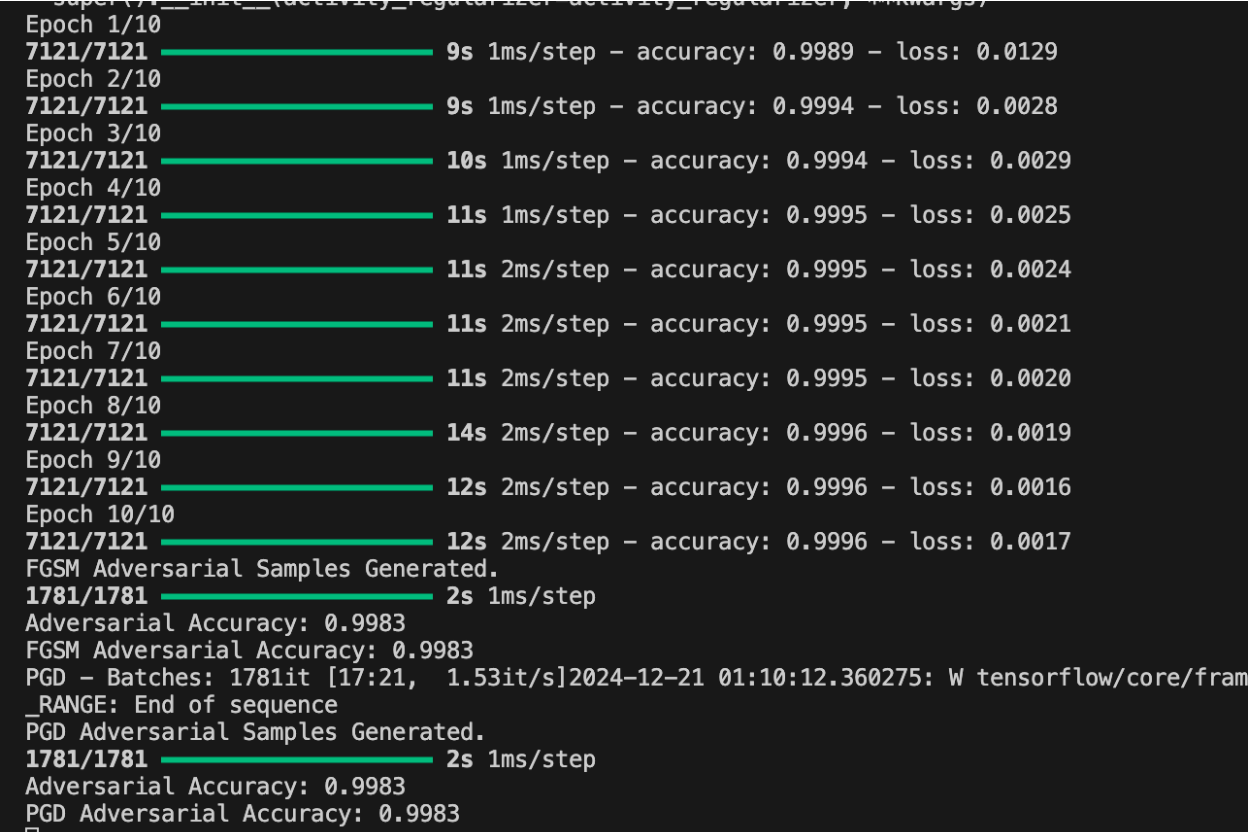 Epoch 1/10
7121/7121 9s 1ms/step - accuracy: 0.9989 - loss: 0.0129
Epoch 2/10
7121/7121 9s 1ms/step - accuracy: 0.9994 - loss: 0.0028
Epoch 3/10
7121/7121 10s 1ms/step - accuracy: 0.9994 - loss: 0.0029
Epoch 4/10
7121/7121 11s 1ms/step - accuracy: 0.9995 - loss: 0.0025
Epoch 5/10
7121/7121 11s 2ms/step - accuracy: 0.9995 - loss: 0.0024
Epoch 6/10
7121/7121 11s 2ms/step - accuracy: 0.9995 - loss: 0.0021
Epoch 7/10
7121/7121 11s 2ms/step - accuracy: 0.9995 - loss: 0.0020
Epoch 8/10
7121/7121 14s 2ms/step - accuracy: 0.9996 - loss: 0.0019
Epoch 9/10
7121/7121 12s 2ms/step - accuracy: 0.9996 - loss: 0.0016
Epoch 10/10
7121/7121 12s 2ms/step - accuracy: 0.9996 - loss: 0.0017
FGSM Adversarial Samples Generated.
1781/1781 2s 1ms/step
Adversarial Accuracy: 0.9983
FGSM Adversarial Accuracy: 0.9983
PGD - Batches: 1781it [17:21,  1.53it/s]2024-12-21 01:10:12.360275: W tensorflow/core/fram
_RANGE: End of sequence
PGD Adversarial Samples Generated.
1781/1781 2s 1ms/step
Adversarial Accuracy: 0.9983
PGD Adversarial Accuracy: 0.9983